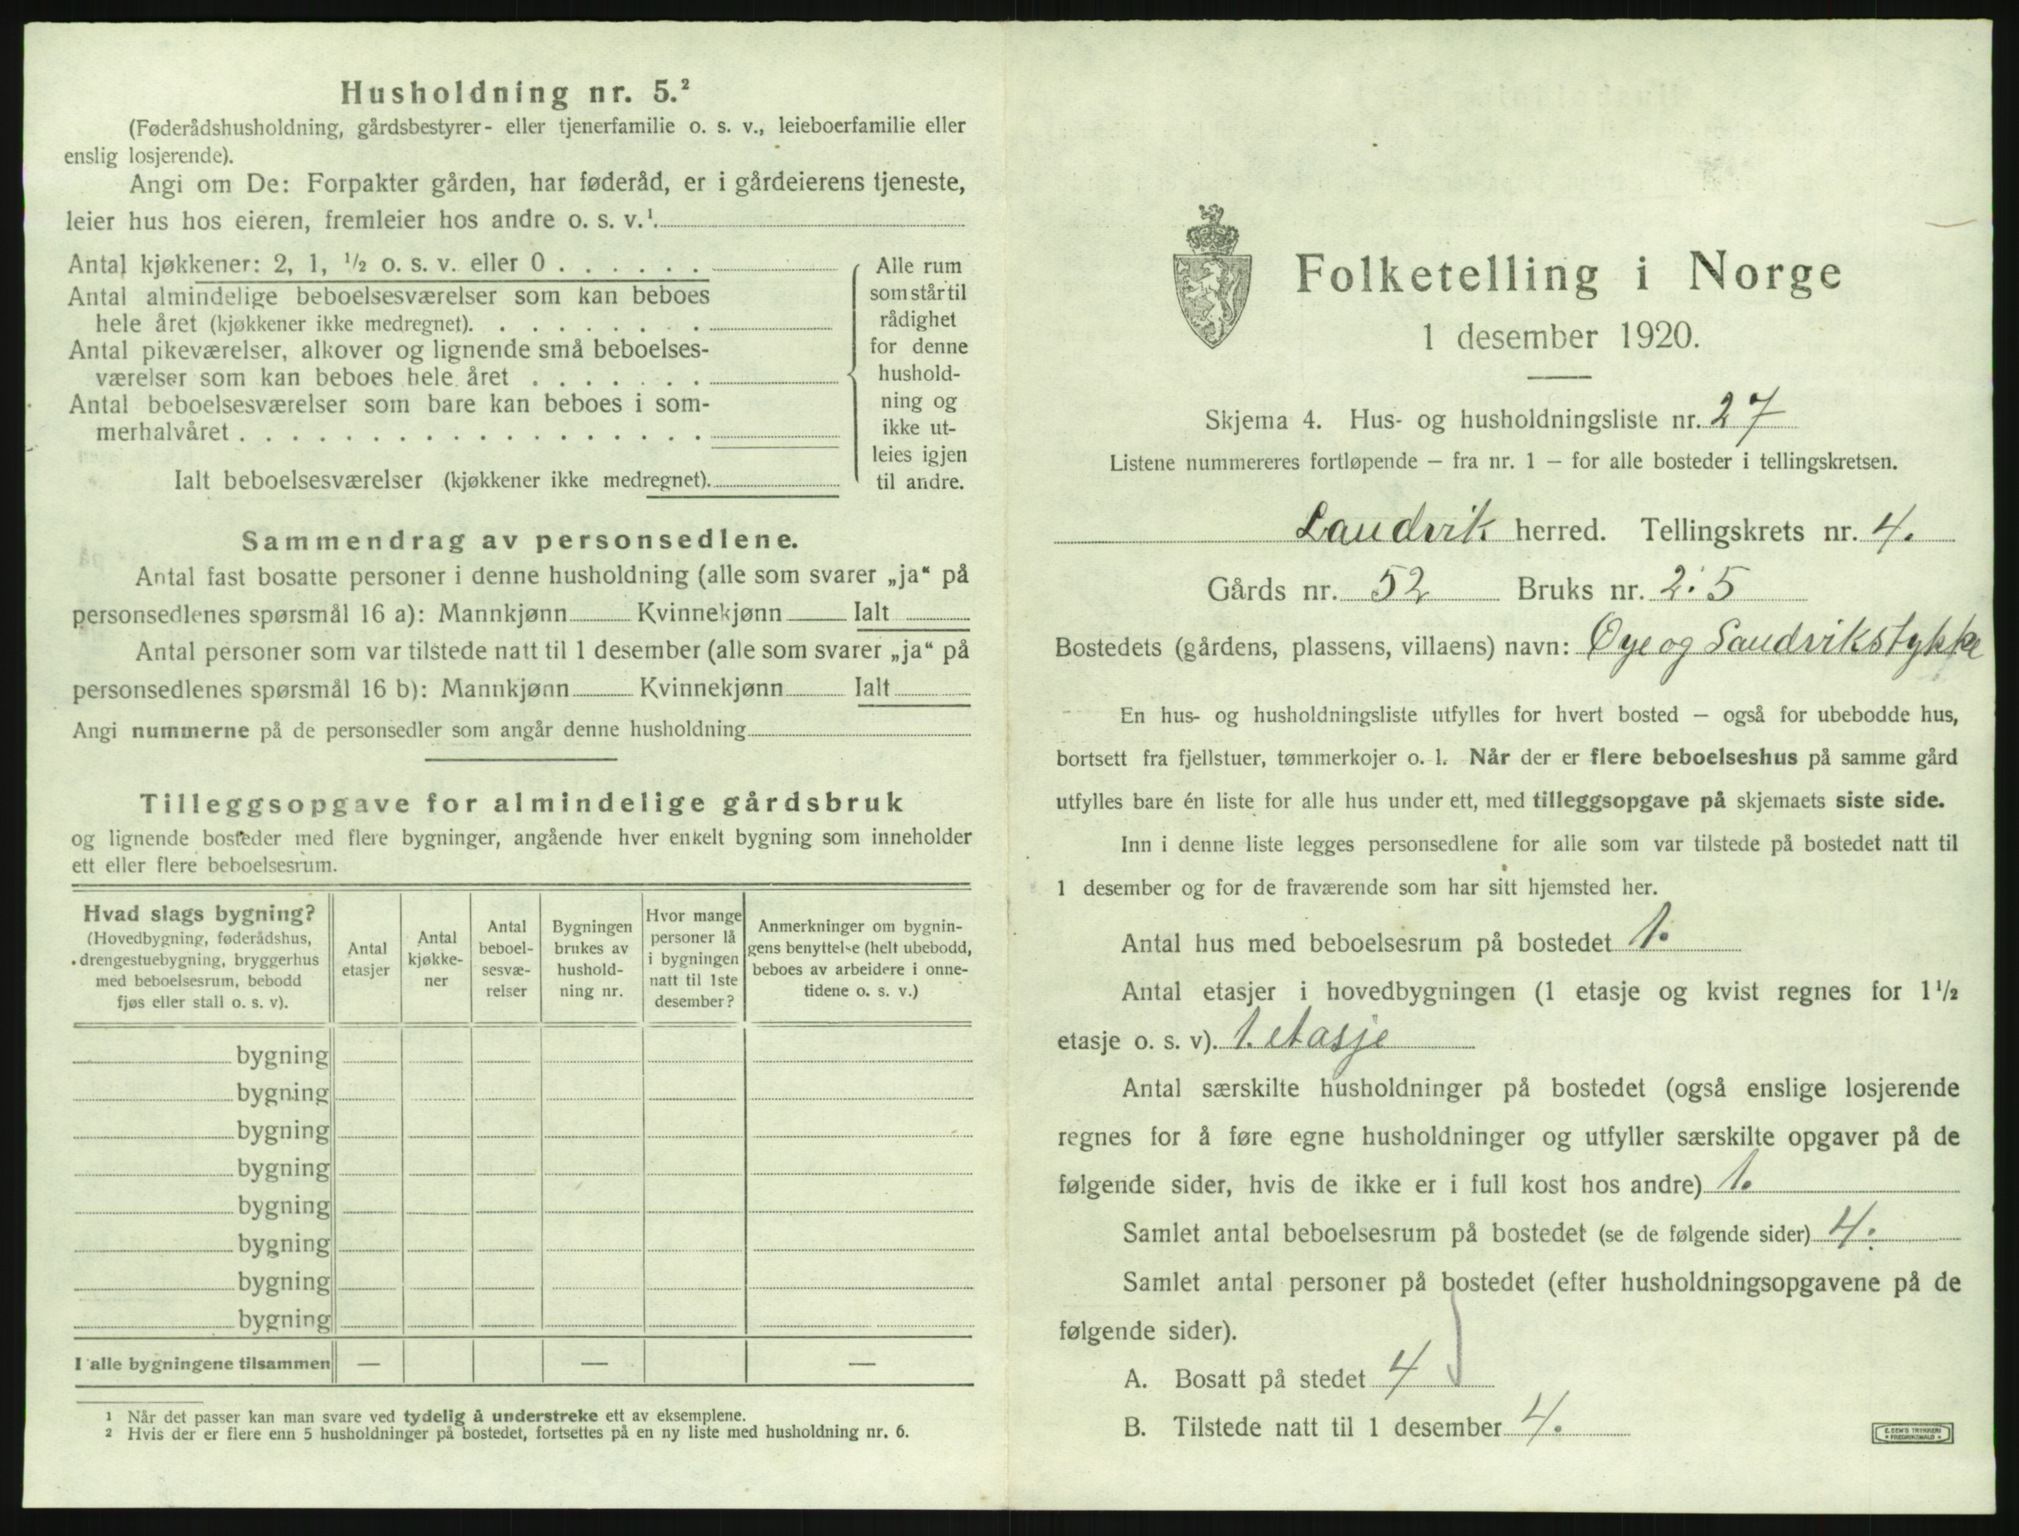 Husholdning nr. 5.²
(Føderådshusholdning, gårdsbestyrer- eller tjenerfamilie o. s. v., leieboerfamilie eller
enslig losjerende).
Angi om De: Forpakter gården, har føderåd, er i gårdeierens tjeneste,
leier hus hos eieren, fremleier hos andre o. s. v.¹
Antal kjøkkener: 2, 1, ½ o. s. v. eller 0 . . . . . .
Antal almindelige beboelsesværelser som kan beboes
hele året (kjøkkener ikke medregnet). . . . . . . . .
Antal pikeværelser, alkover og lignende små beboelses-
værelser som kan beboes hele året . . . . . . .
Antal beboelsesværelser som bare kan beboes i som-
merhalvåret . . . . . . . . . . . . . . . . . .
Ialt beboelsesværelser (kjøkkener ikke medregnet).
Alle rum
som står til
rådighet
for denne
hushold-
ning og
ikke ut-
leies igjen
til andre.
Sammendrag av personsedlene.
Antal fast bosatte personer i denne husholdning (alle som svarer „ja“ på
personsedlenes spørsmål 16 a): Mannkjønn Kvinnekjønn Ialt
Antal personer som var tilstede natt til 1 desember (alle som svarer „ja“ på
personsedlenes spørsmål 16 b): Mannkjønn Kvinnekjønn Ialt
Angi nummerne på de personsedler som angår denne husholdning
Tilleggsopgave for almindelige gårdsbruk
og lignende bosteder med flere bygninger, angående hver enkelt bygning som inneholder
ett eller flere beboelsesrum.
Hvad slags bygning?
(Hovedbygning, føderådshus,
drengestuebygning, bryggerhus
med beboelsesrum, bebodd
fjøs eller stall o. s. v).
Antal
etasjer
Antal
kjøkke-
ner
Antal
beboel-
sesvæ-
relser
Bygningen
brukes av
hushold-
ning nr.
Hvor mange
personer lå
i bygningen
natt til 1ste
desember?
Anmerkninger om bygnin-
gens benyttelse (helt ubebodd,
beboes av arbeidere i onne-
tidene o. s. v.)
bygning
bygning
bygning
bygning
bygning
bygning
bygning
bygning
I alle bygningene tilsammen — — —
¹ Når det passer kan man svare ved tydelig å understreke ett av eksemplene.
² Hvis der er flere enn 5 husholdninger på bostedet, fortsettes på en ny liste med husholdning nr. 6.
Folketelling i Norge
1 desember 1920.
Skjema 4. Hus- og husholdningsliste nr. 27
Listene nummereres fortløpende – fra nr. 1 – for alle bosteder i tellingskretsen.
Landvik herred. Tellingskrets nr. 4.
Gårds nr. 52 Bruks nr. 2.5
Bostedets (gårdens, plassens, villaens) navn: Øye og Landvikstykke
En hus- og husholdningsliste utfylles for hvert bosted – også for ubebodde hus,
bortsett fra fjellstuer, tømmerkojer o. l. Når der er flere beboelseshus på samme gård
utfylles bare én liste for alle hus under ett, med tilleggsopgave på skjemaets siste side.
Inn i denne liste legges personsedlene for alle som var tilstede på bostedet natt til
1 desember og for de fraværende som har sitt hjemsted her.
Antal hus med beboelsesrum på bostedet 1.
Antal etasjer i hovedbygningen (1 etasje og kvist regnes for 1½
etasje o. s. v). 1. etasje
Antal særskilte husholdninger på bostedet (også enslige losjerende
regnes for å føre egne husholdninger og utfyller særskilte opgaver på de
følgende sider, hvis de ikke er i full kost hos andre) 1.
Samlet antal beboelsesrum på bostedet (se de følgende sider) 4.
Samlet antal personer på bostedet (efter husholdningsopgavene på de
følgende sider).
A. Bosatt på stedet 4
B. Tilstede natt til 1 desember 4.